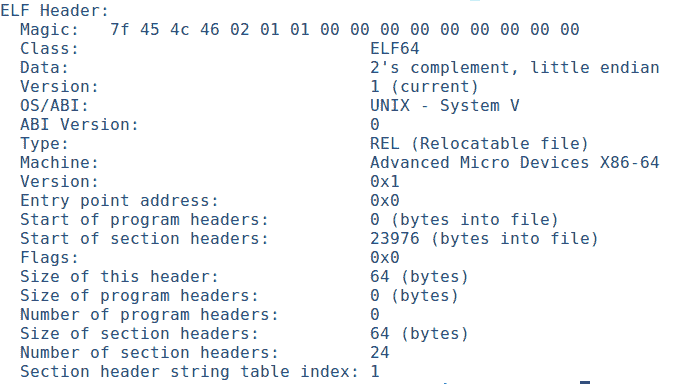 ELF Header:
  Magic:   7f 45 4c 46 02 01 01 00 00 00 00 00 00 00 00 00
  Class:                             ELF64
  Data:                              2's complement, little endian
  Version:                           1 (current)
  OS/ABI:                            UNIX - System V
  ABI Version:                       0
  Type:                              REL (Relocatable file)
  Machine:                           Advanced Micro Devices X86-64
  Version:                           0x1
  Entry point address:               0x0
  Start of program headers:          0 (bytes into file)
  Start of section headers:          23976 (bytes into file)
  Flags:                             0x0
  Size of this header:               64 (bytes)
  Size of program headers:           0 (bytes)
  Number of program headers:         0
  Size of section headers:           64 (bytes)
  Number of section headers:         24
  Section header string table index: 1